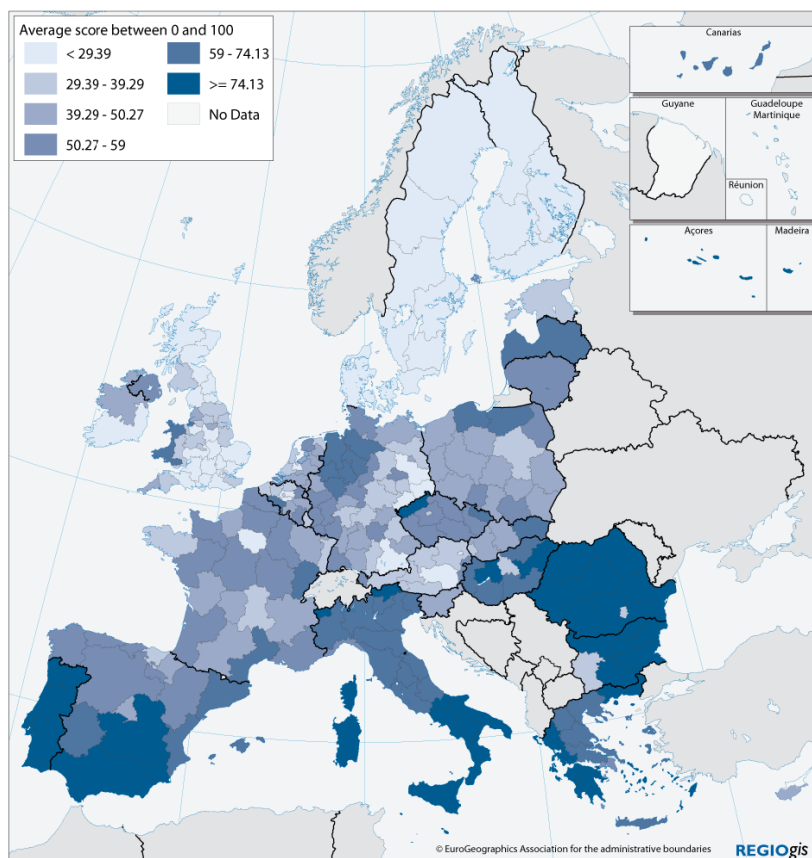 Average score between 0 and 100
< 29.39
29.39 - 39.29
39.29 - 50.27
50.27 - 59
59 - 74.13
>= 74.13
No Data
Canarias
Guyane
Guadeloupe
Martinique
Réunion
Açores
Madeira
© EuroGeographics Association for the administrative boundaries
REGIOgis